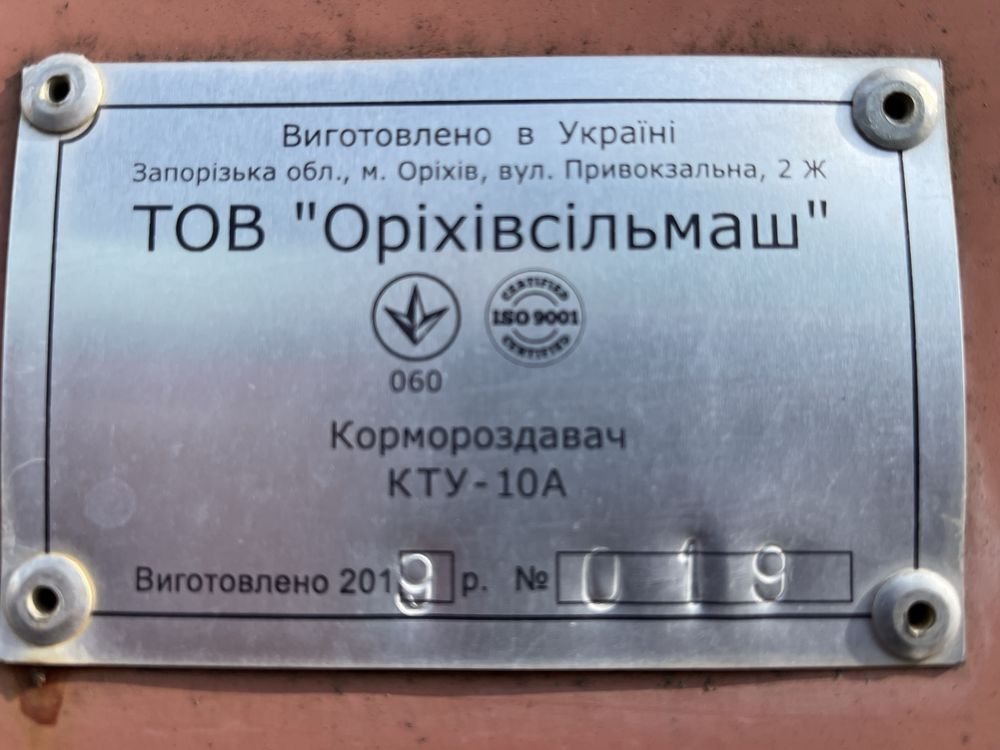 Виготовлено в Україні
Запорізька обл., м. Оріхів, вул. Привокзальна, 2 Ж
ТОВ "Оріхівсільмаш"
CERTIFIED
ISO 9001
CERTIFIED
060
Кормороздавач
КТУ-10А
Виготовлено 2019 р. № 019